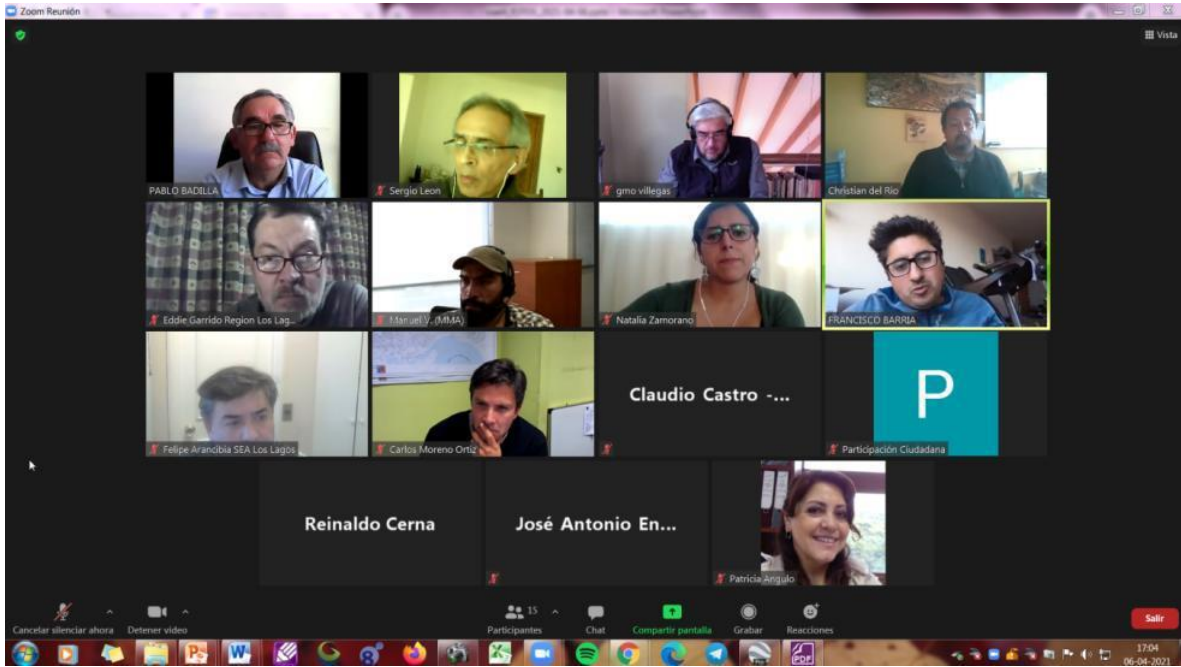 Zoom Reunión
Vista
PABLO BADILLA
Sergio Leon
gmo villegas
Christian del Rio
Eddie Garrido Region Los Lag...
Manuel V. (MMA)
Natalia Zamorano
FRANCISCO BARRIA
Felipe Arancibia SEA Los Lagos
Carlos Moreno Ortiz
Claudio Castro -...
P
Participación Ciudadana
Reinaldo Cerna
José Antonio En...
Patricia Angulo
Cancelar silenciar ahora
Detener video
15
Participantes
Chat
Compartir pantalla
Grabar
Reacciones
Salir
17:04
06-04-2021